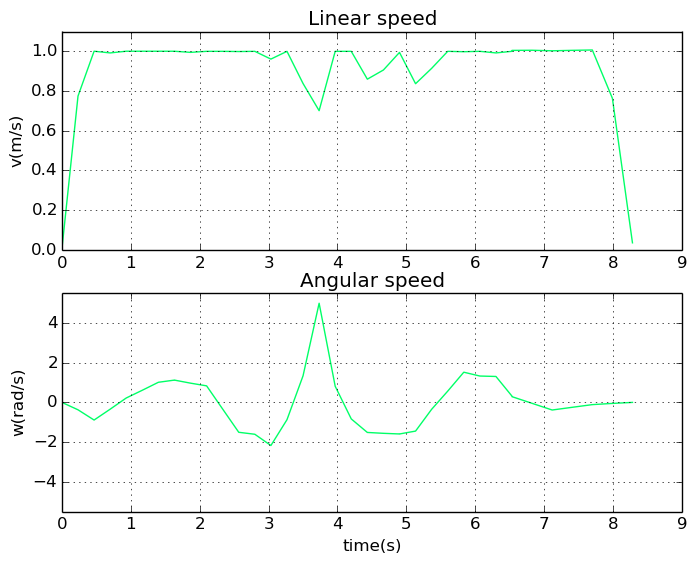 Linear speed
v(m/s)
1.0
0.8
0.6
0.4
0.2
0.0
0 1 2 3 4 5 6 7 8 9
Angular speed
w(rad/s)
4
2
0
−2
−4
0 1 2 3 4 5 6 7 8 9
time(s)